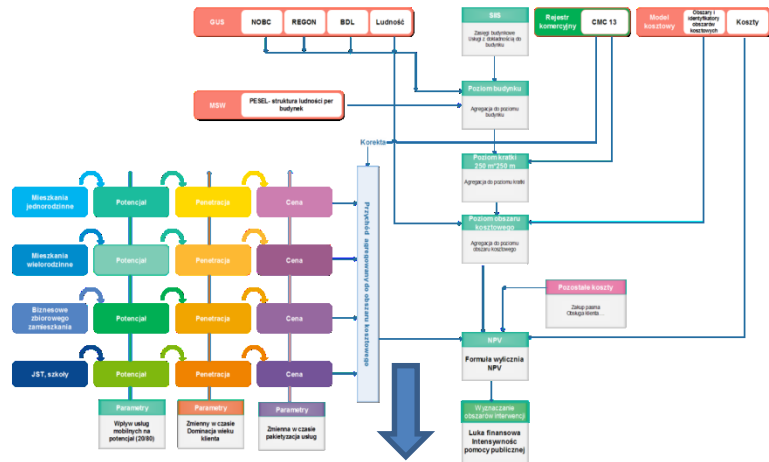 GUS
NOBC
REGON
BDL
Ludność
SIIS
Zasięgi budynkowe
Usługi z dokładnością do
budynku
Rejestr
komercyjny
CMC 13
Model
kosztowy
Obszary i
identyfikatory
obszarów
kosztowych
Koszty
MSW
PESEL- struktura ludności per
budynek
Poziom budynku
Agregacja do poziomu
budynku
Korekta
Poziom kratki
250 m*250 m
Agregacja do poziomu kratki
Poziom obszaru
kosztowego
Agregacja do poziomu
obszaru kosztowego
Mieszkania
jednorodzinne
Potencjał
Penetracja
Cena
Mieszkania
wielorodzinne
Potencjał
Penetracja
Cena
Biznesowe
zbiorowego
zamieszkania
Potencjał
Penetracja
Cena
JST, szkoły
Potencjał
Penetracja
Cena
Przychód agregowany do obszaru kosztowego
Pozostałe koszty
Zakup pasma
Obsługa klienta ...
NPV
Formuła wylicznia
NPV
Parametry
Wpływ usług
mobilnych na
potencjał (20/80)
Parametry
Zmienny w czasie
Dominacja wieku
klienta
Parametry
Zmienna w czasie
pakietyzacja usług
Wyznaczanie
obszarów interwencji
Luka finansowa
Intensywność
pomocy publicznej